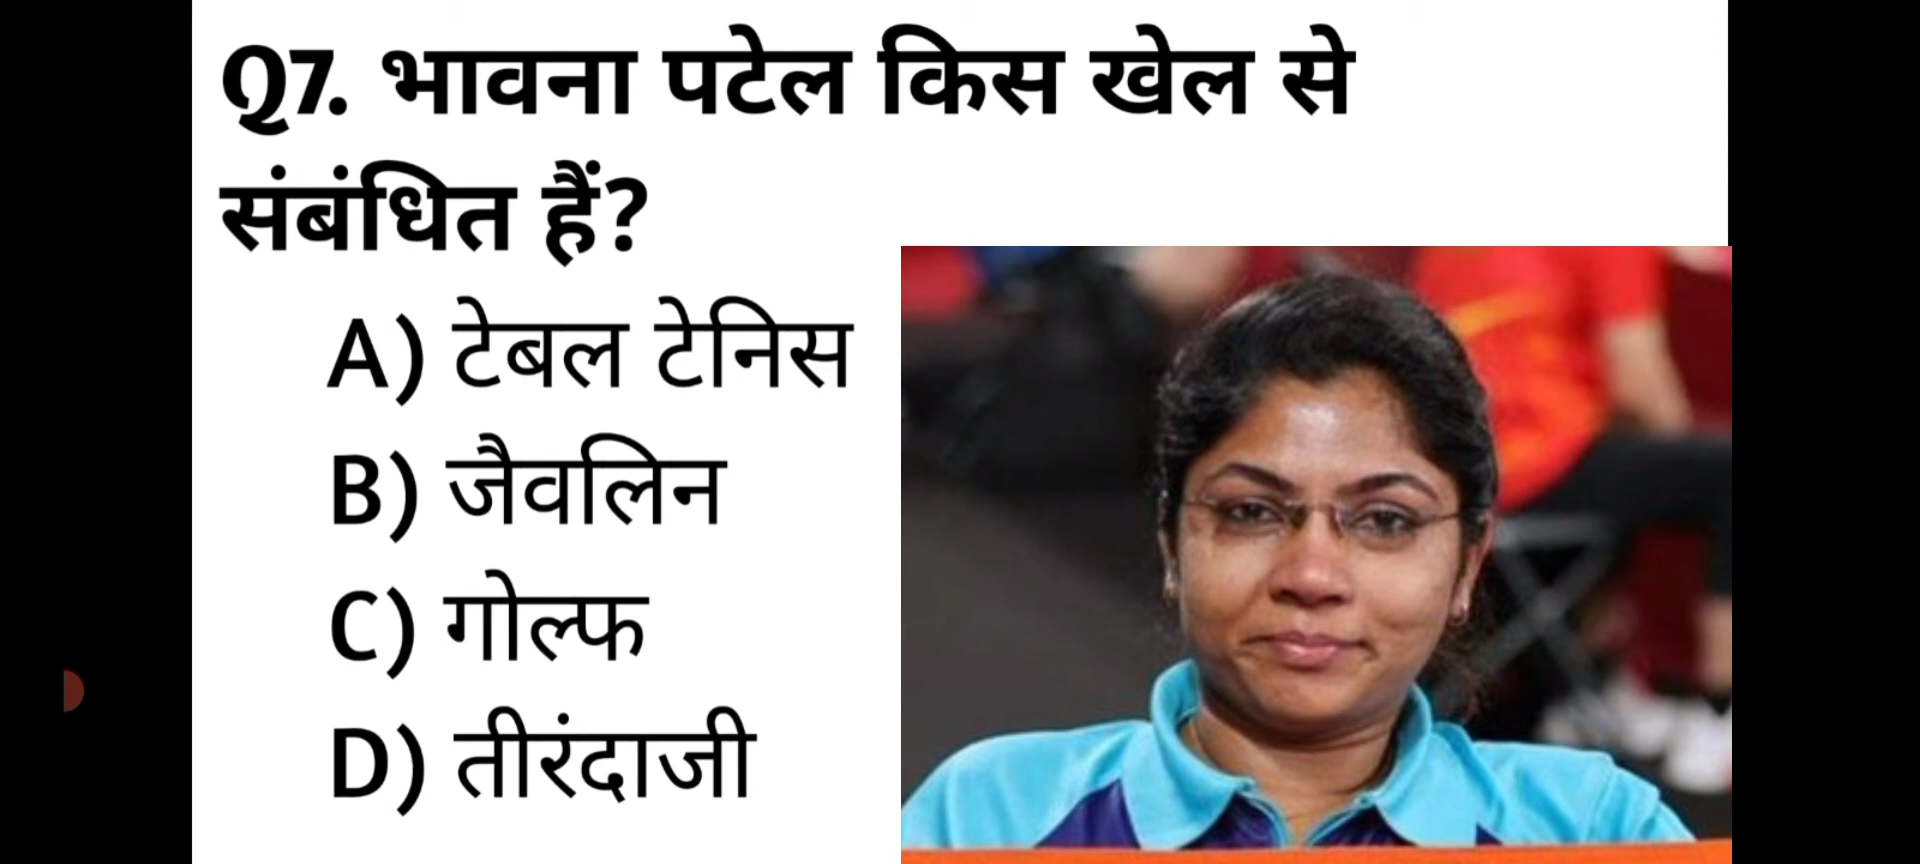 Q7. भावना पटेल किस खेल से
संबंधित हैं?
A) टेबल टेनिस
B) जैवलिन
C) गोल्फ
D) तीरंदाजी